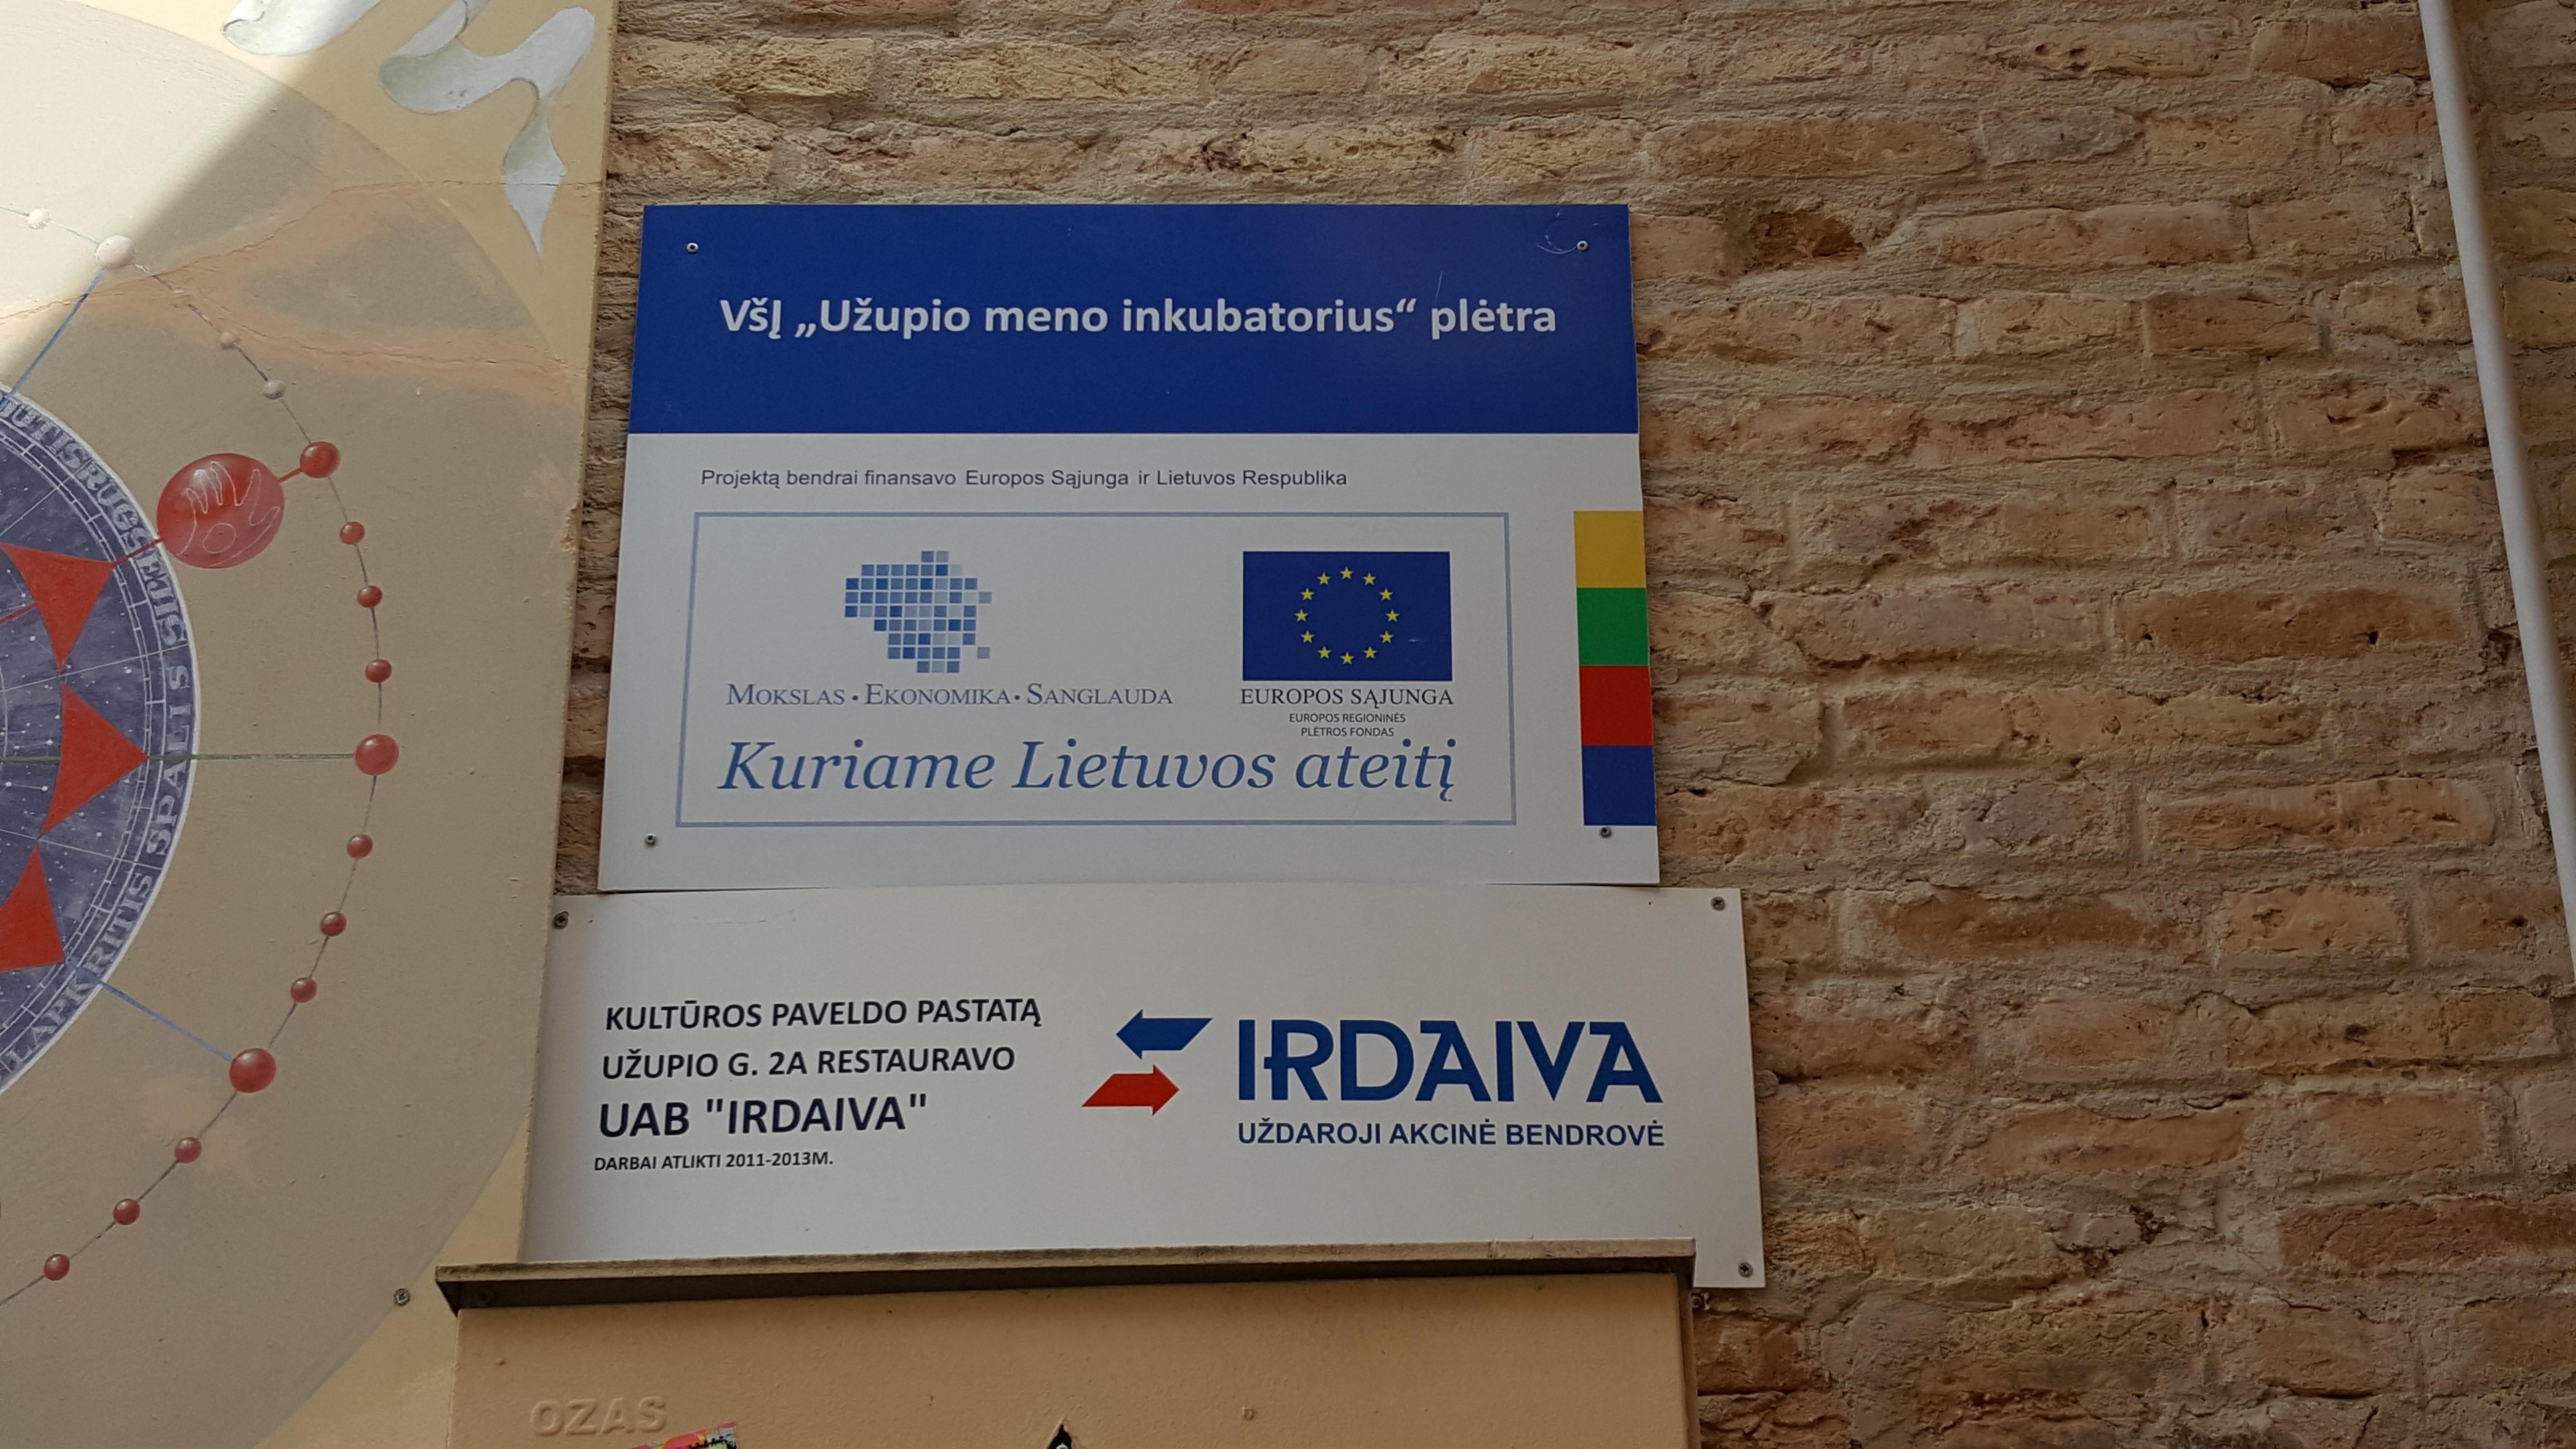 VšĮ „Užupio meno inkubatorius“ plėtra
Projektą bendrai finansavo Europos Sąjunga ir Lietuvos Respublika
MOKSLAS • EKONOMIKA • SANGLAUDA
EUROPOS SĄJUNGA
EUROPOS REGIONINĖS
PLĖTROS FONDAS
Kuriame Lietuvos ateitį
KULTŪROS PAVELDO PASTATĄ
UŽUPIO G. 2A RESTAURAVO
UAB "IRDAIVA"
DARBAI ATLIKTI 2011-2013M.
IRDAIVA
UŽDAROJI AKCINĖ BENDROVĖ
RUGSEJIS
SPALIS
LAPKRITIS
OZAS